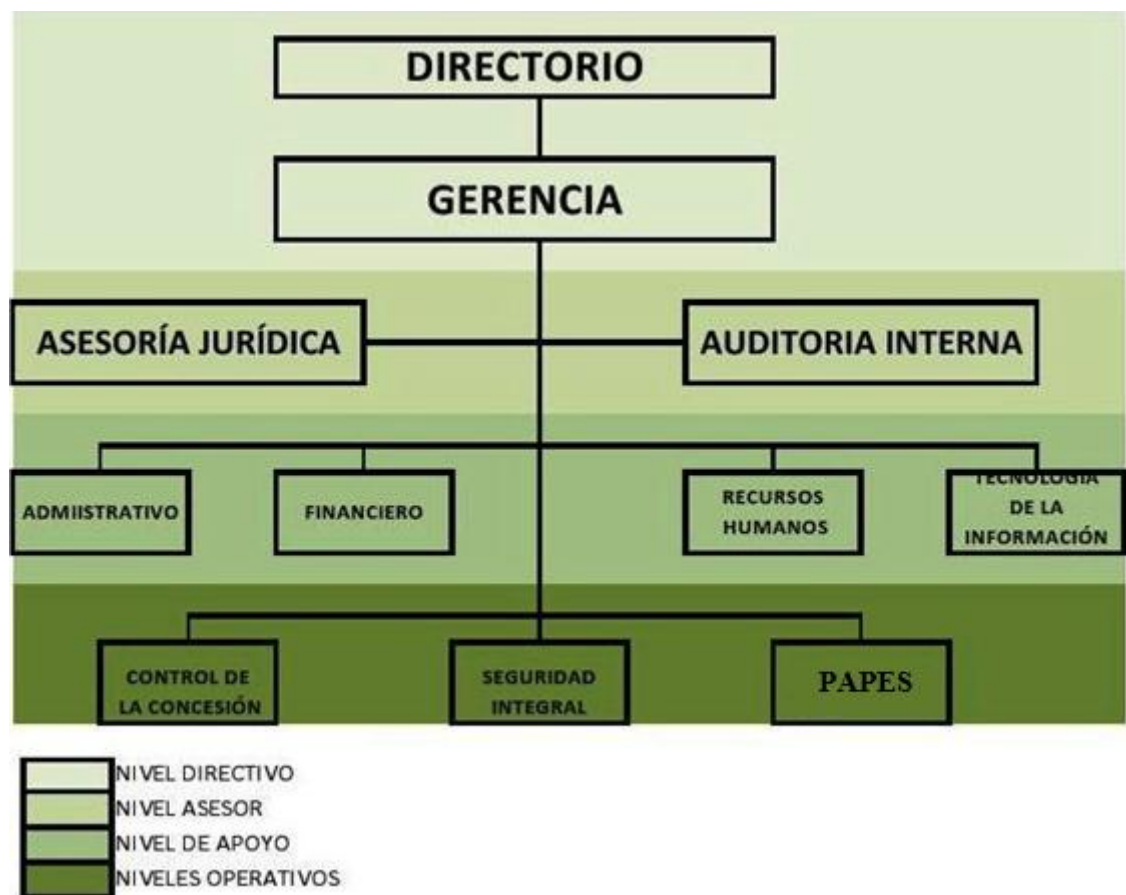 DIRECTORIO
GERENCIA
ASESORÍA JURÍDICA
AUDITORIA INTERNA
ADMIISTRATIVO
FINANCIERO
RECURSOS
HUMANOS
TECNOLOGÍA
DE LA
INFORMACIÓN
CONTROL DE
LA CONCESIÓN
SEGURIDAD
INTEGRAL
PAPES
NIVEL DIRECTIVO
NIVEL ASESOR
NIVEL DE APOYO
NIVELES OPERATIVOS